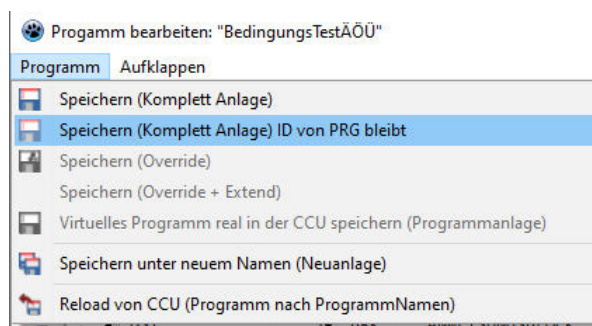 Progamm bearbeiten: "BedingungsTestÄÖÜ"
Programm Aufklappen
Speichern (Komplett Anlage)
Speichern (Komplett Anlage) ID von PRG bleibt
Speichern (Override)
Speichern (Override + Extend)
Virtuelles Programm real in der CCU speichern (Programmanlage)
Speichern unter neuem Namen (Neuanlage)
Reload von CCU (Programm nach ProgrammNamen)